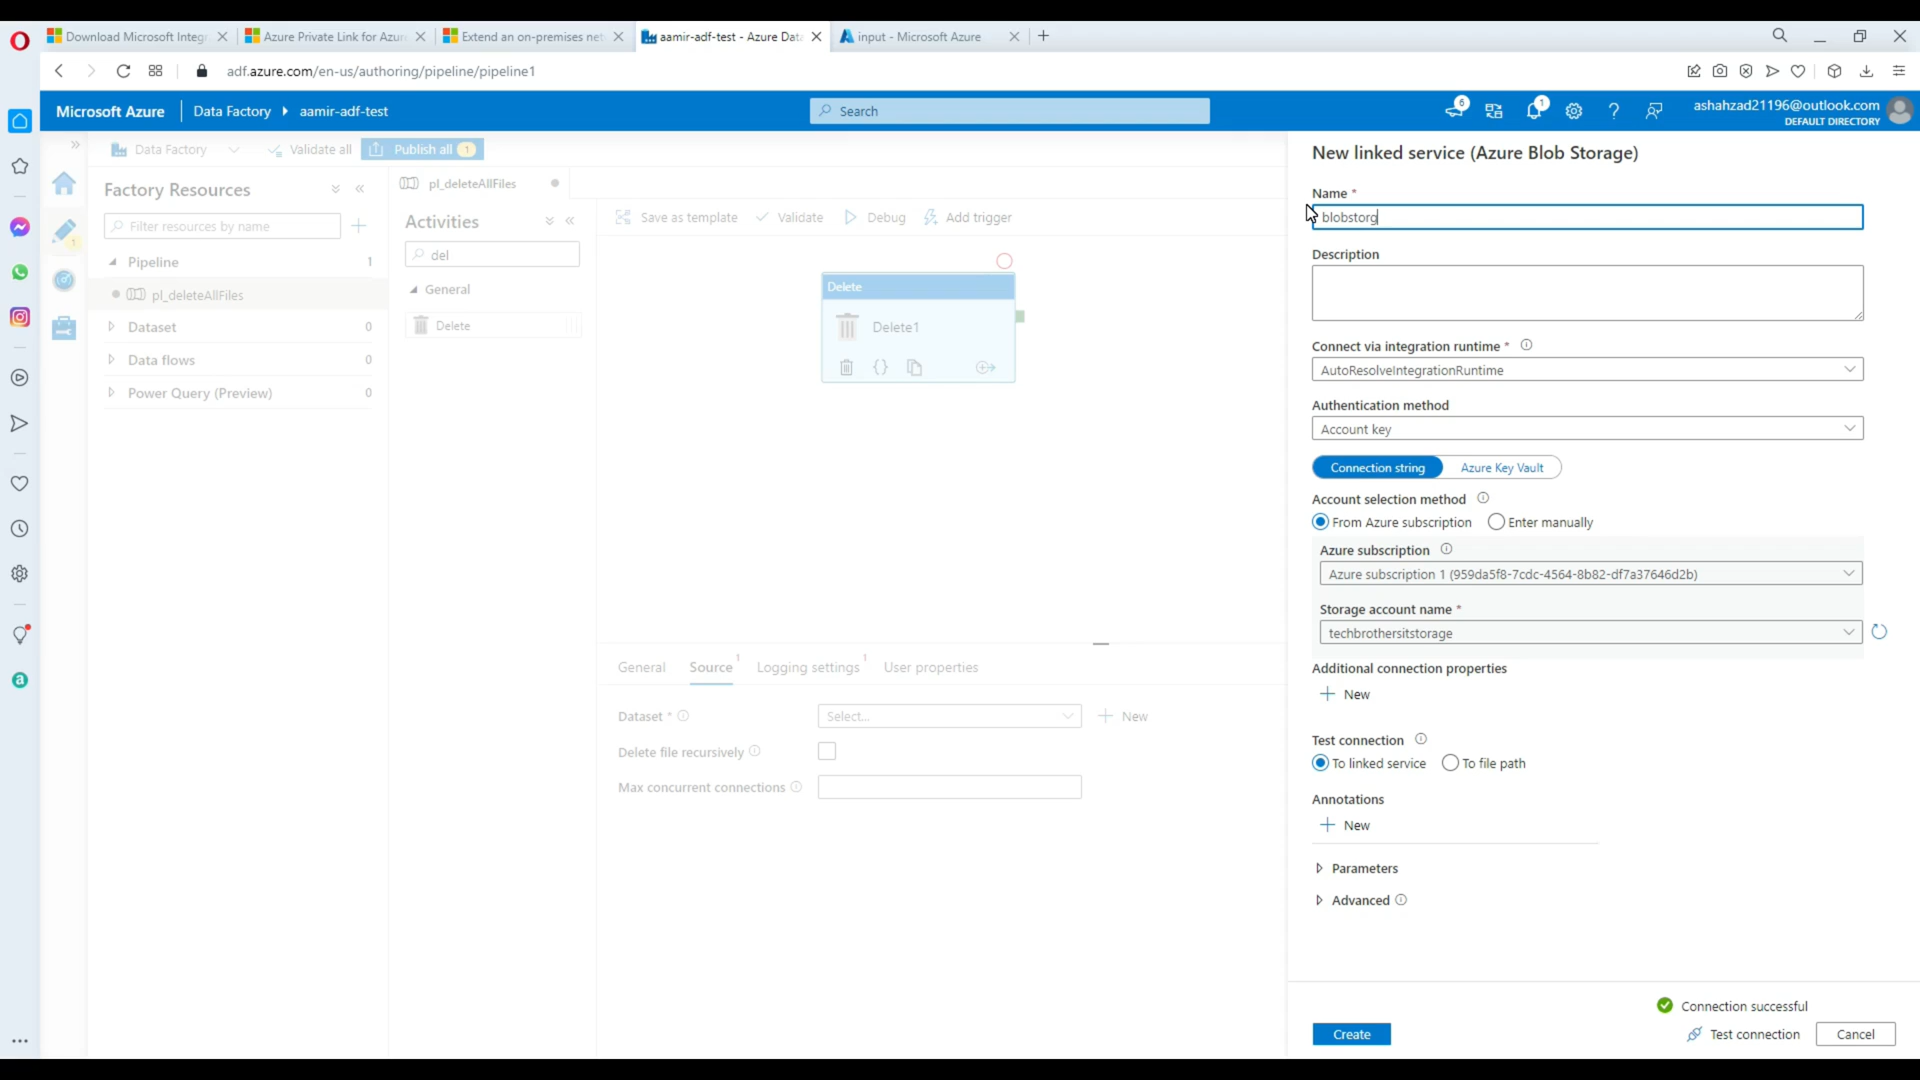 Download Microsoft Integ
Azure Private Link for Azur
Extend an on-premises net
aamir-adf-test - Azure Data
input - Microsoft Azure
adf.azure.com/en-us/authoring/pipeline/pipeline1
Microsoft Azure
Data Factory
aamir-adf-test
Search
6
1
ashahzad21196@outlook.com
DEFAULT DIRECTORY
Data Factory
Validate all
Publish all 1
Factory Resources
Filter resources by name
1
Pipeline 1
pl_deleteAllFiles
Dataset 0
Data flows 0
Power Query (Preview) 0
pl_deleteAllFiles
Activities
del
General
Delete
Save as template
Validate
Debug
Add trigger
Delete
Delete1
General
Source 1
Logging settings 1
User properties
Dataset *
Select...
New
Delete file recursively
Max concurrent connections
New linked service (Azure Blob Storage)
Name *
blobstorg
Description
Connect via integration runtime *
AutoResolveIntegrationRuntime
Authentication method
Account key
Connection string
Azure Key Vault
Account selection method
From Azure subscription
Enter manually
Azure subscription
Azure subscription 1 (959da5f8-7cdc-4564-8b82-df7a37646d2b)
Storage account name *
techbrothersitstorage
Additional connection properties
New
Test connection
To linked service
To file path
Annotations
New
Parameters
Advanced
Connection successful
Create
Test connection
Cancel